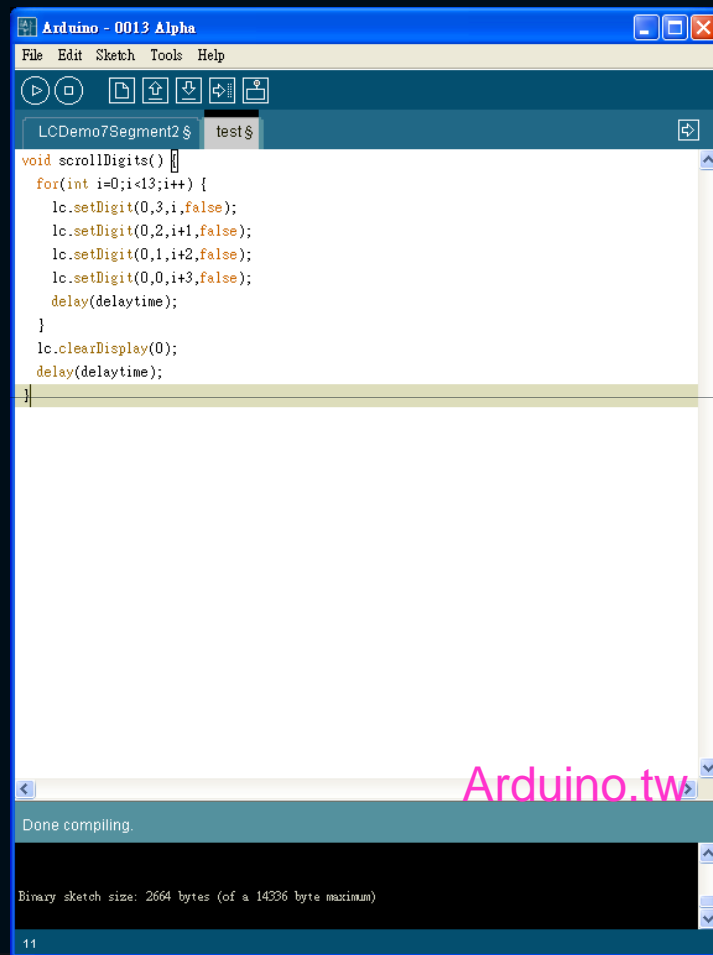 Arduino - 0013 Alpha
File Edit Sketch Tools Help
LCDemo7Segment2 § test §
void scrollDigits() {
for(int i=0;i<13;i++) {
lc.setDigit(0,3,i,false);
lc.setDigit(0,2,i+1,false);
lc.setDigit(0,1,i+2,false);
lc.setDigit(0,0,i+3,false);
delay(delaytime);
}
lc.clearDisplay(0);
delay(delaytime);
}
Arduino.tw
Done compiling.
Binary sketch size: 2664 bytes (of a 14336 byte maximum)
11